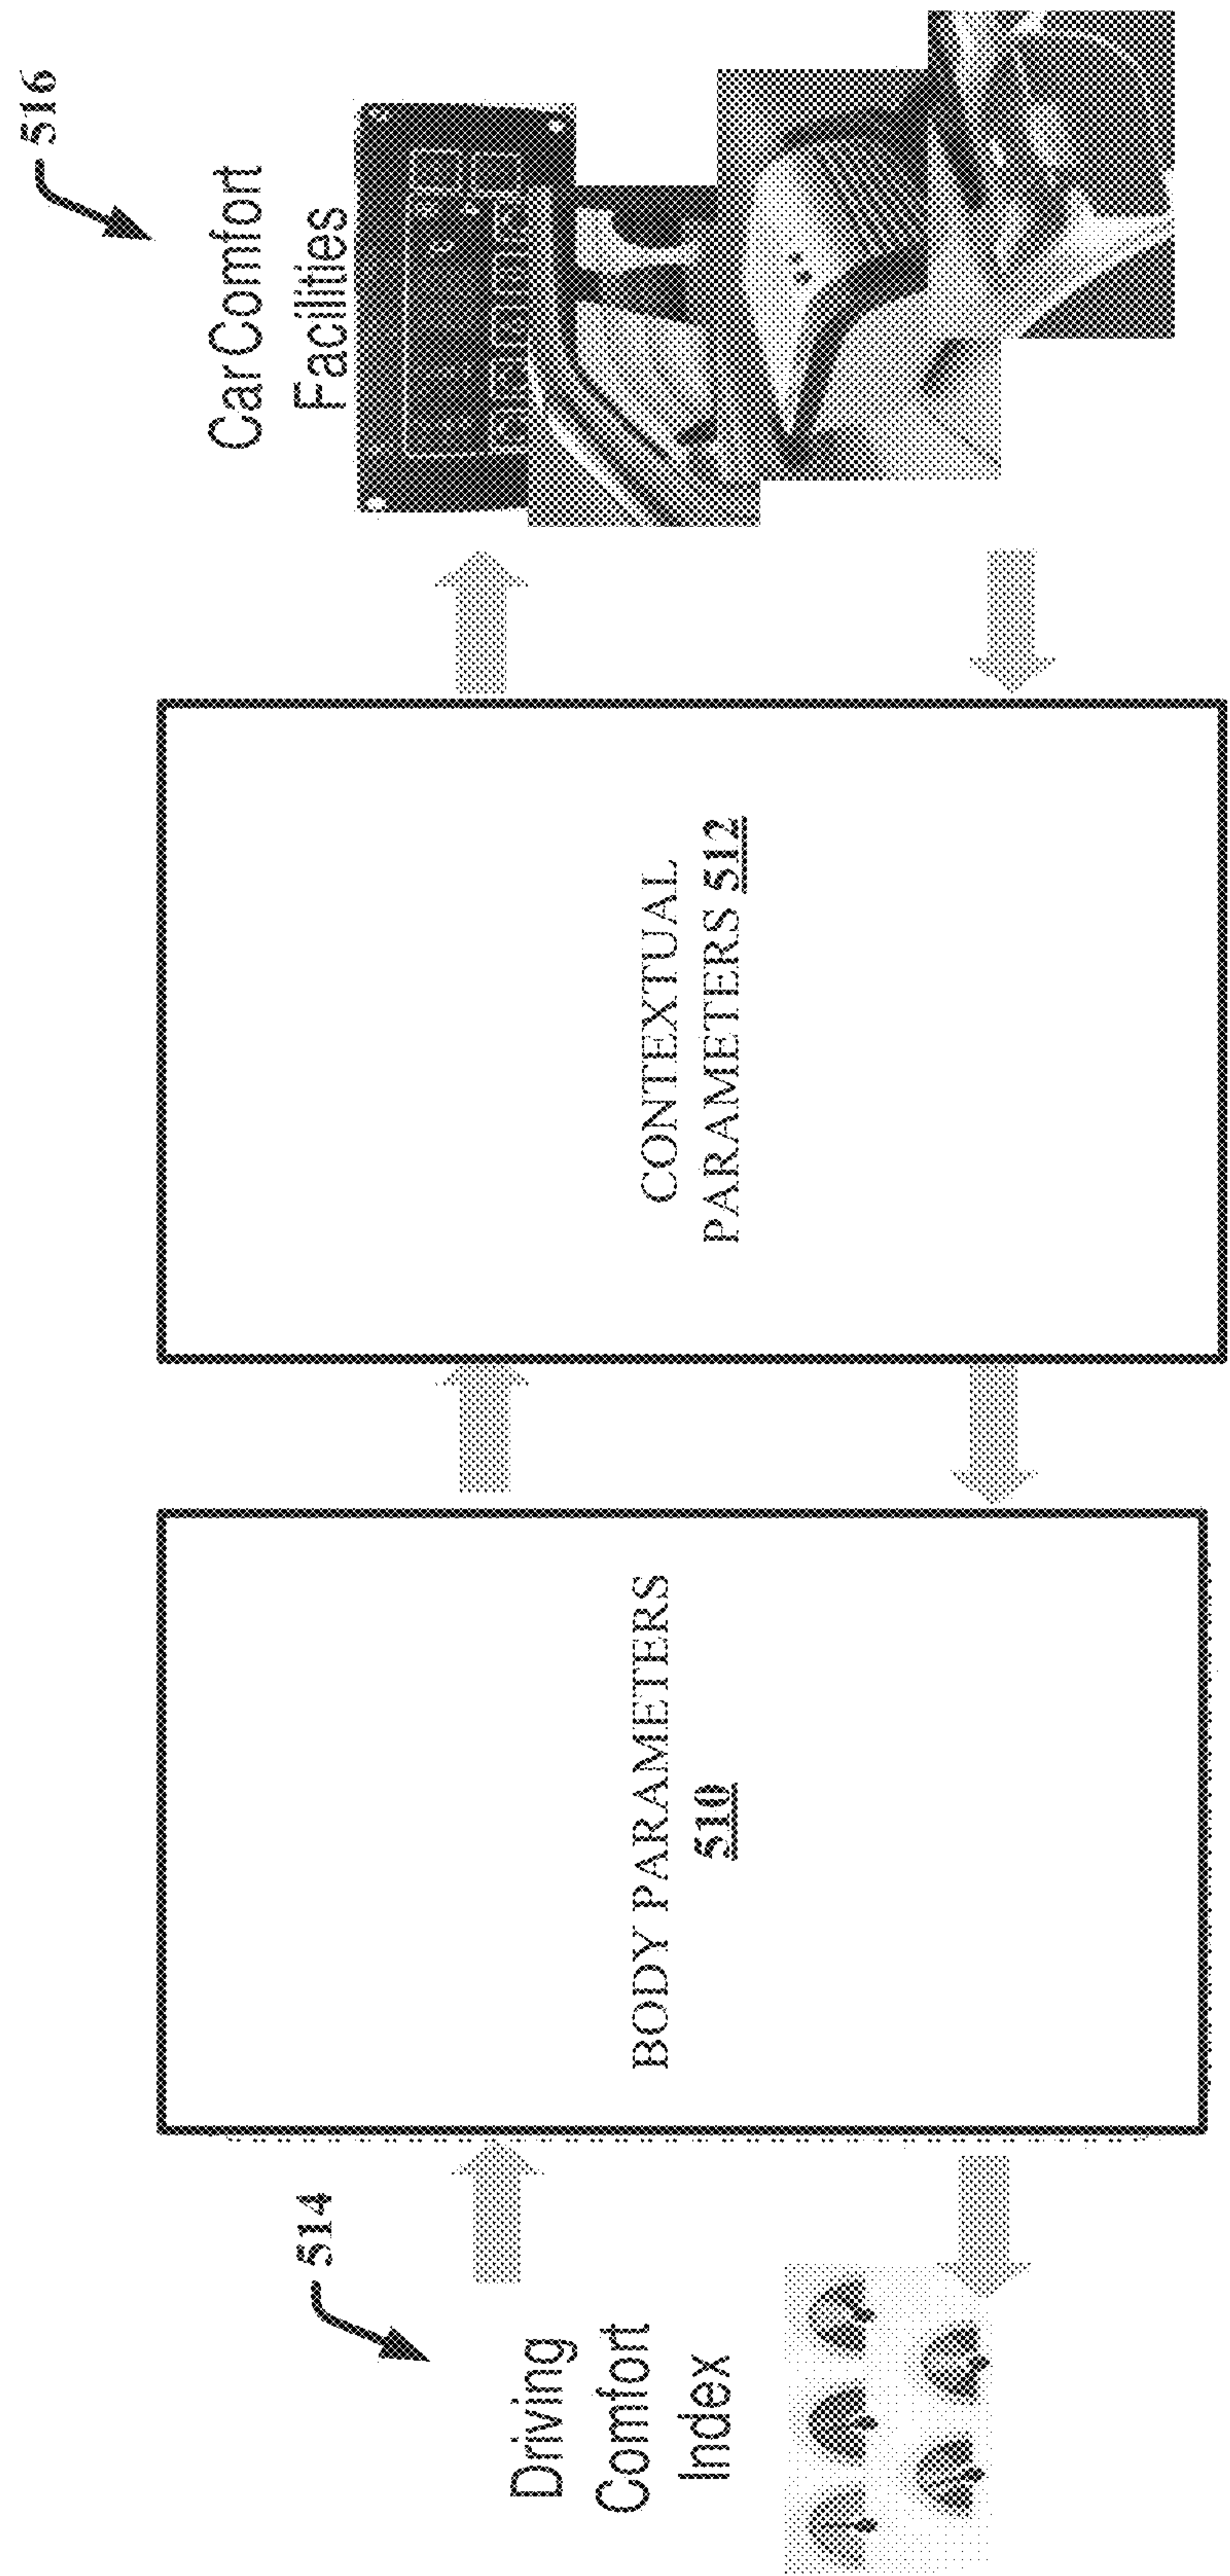 514
Driving
Comfort
Index
BODY PARAMETERS
510
CONTEXTUAL
PARAMETERS 512
516
Car Comfort
Facilities